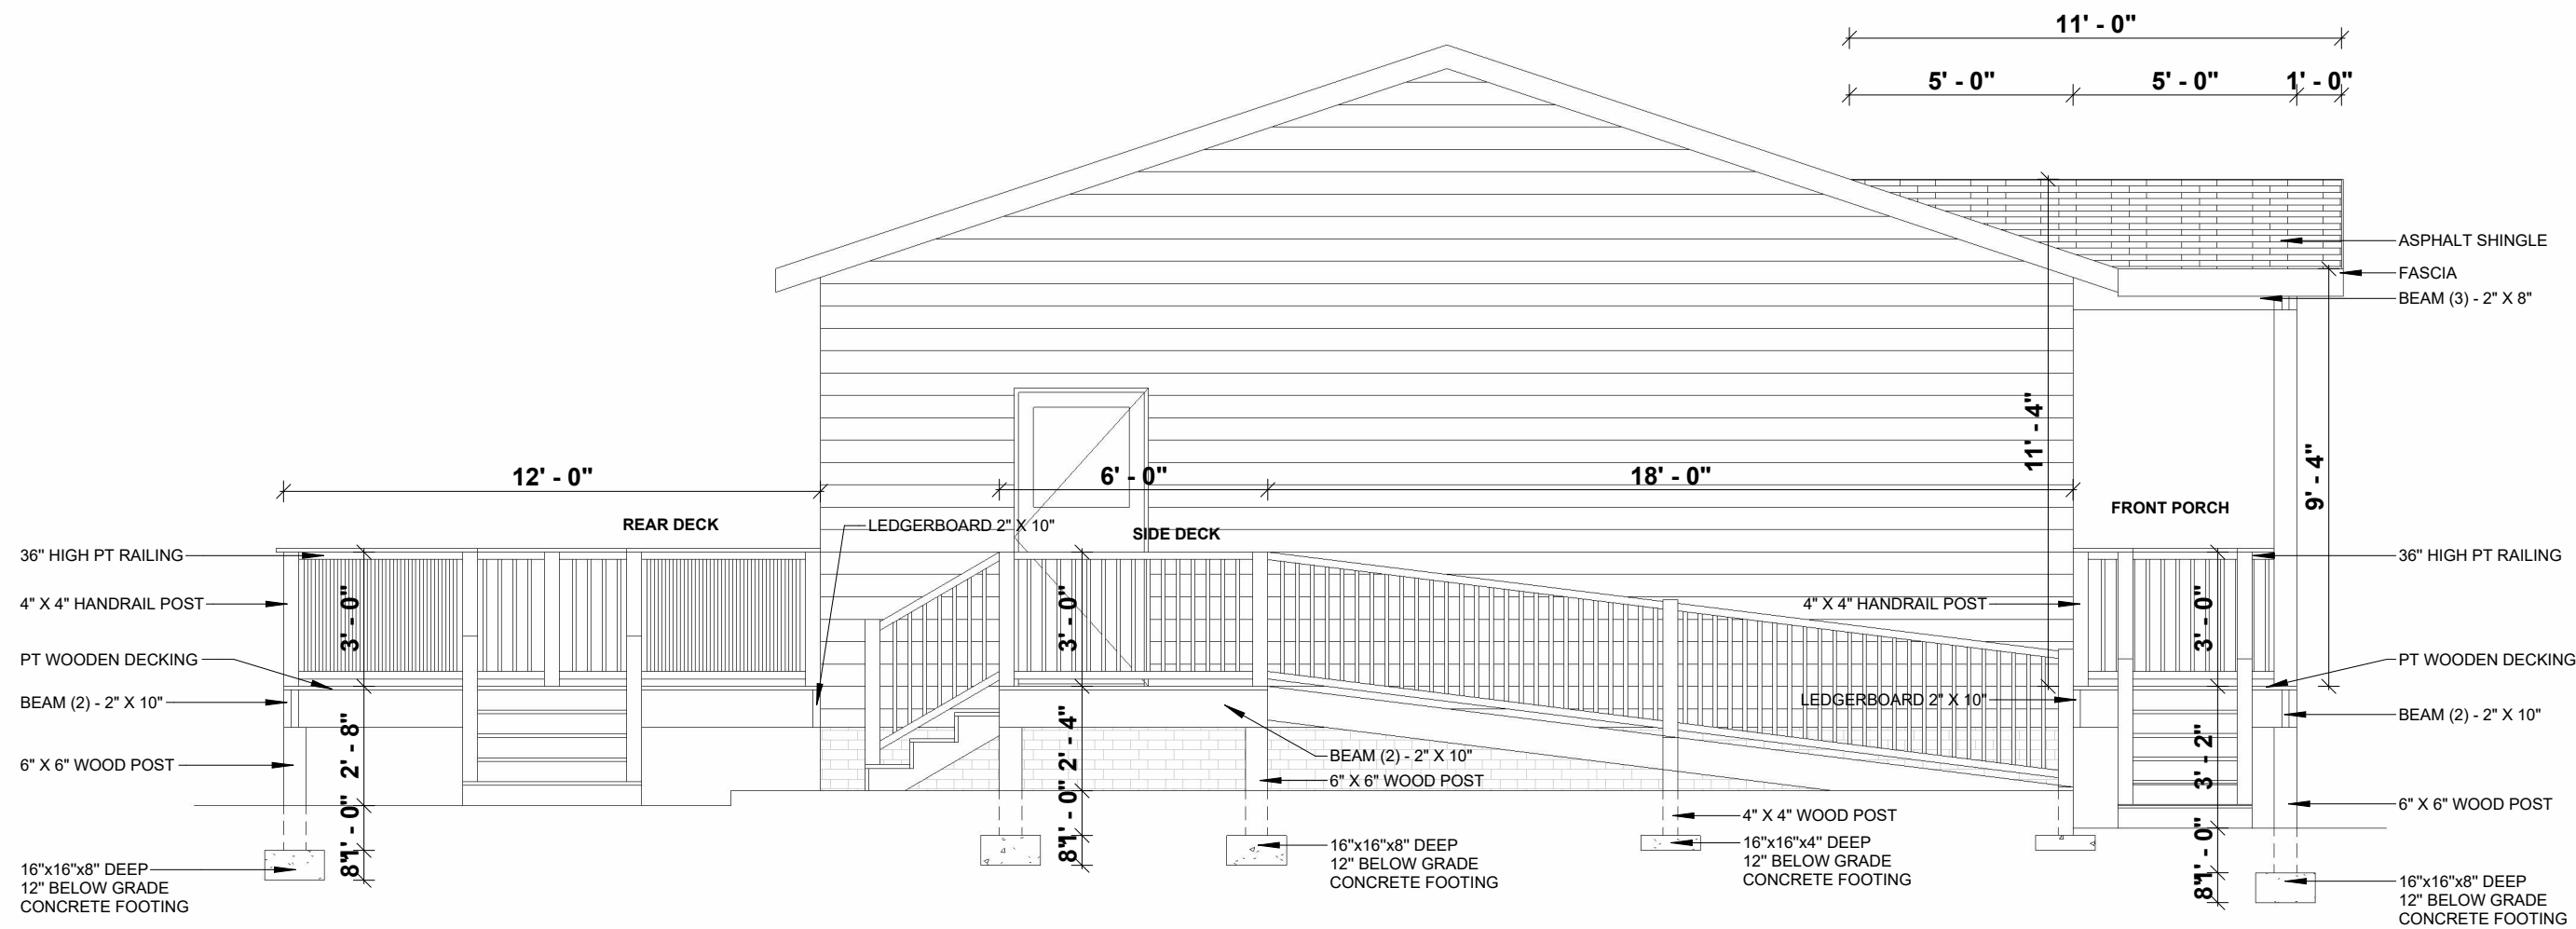 11' - 0"
5' - 0"
5' - 0"
1' - 0"
ASPHALT SHINGLE
FASCIA
BEAM (3) - 2" X 8"
11' - 4"
9' - 4"
12' - 0"
6' - 0"
18' - 0"
REAR DECK
LEDGERBOARD 2" X 10"
SIDE DECK
FRONT PORCH
36" HIGH PT RAILING
4" X 4" HANDRAIL POST
PT WOODEN DECKING
BEAM (2) - 2" X 10"
6" X 6" WOOD POST
16"x16"x8" DEEP
12" BELOW GRADE
CONCRETE FOOTING
3' - 0"
2' - 8"
1' - 0"
8"
3' - 0"
2' - 4"
1' - 0"
8"
BEAM (2) - 2" X 10"
6" X 6" WOOD POST
16"x16"x8" DEEP
12" BELOW GRADE
CONCRETE FOOTING
4" X 4" WOOD POST
16"x16"x4" DEEP
12" BELOW GRADE
CONCRETE FOOTING
4" X 4" HANDRAIL POST
LEDGERBOARD 2" X 10"
3' - 0"
3' - 2"
1' - 0"
8"
36" HIGH PT RAILING
PT WOODEN DECKING
BEAM (2) - 2" X 10"
6" X 6" WOOD POST
16"x16"x8" DEEP
12" BELOW GRADE
CONCRETE FOOTING